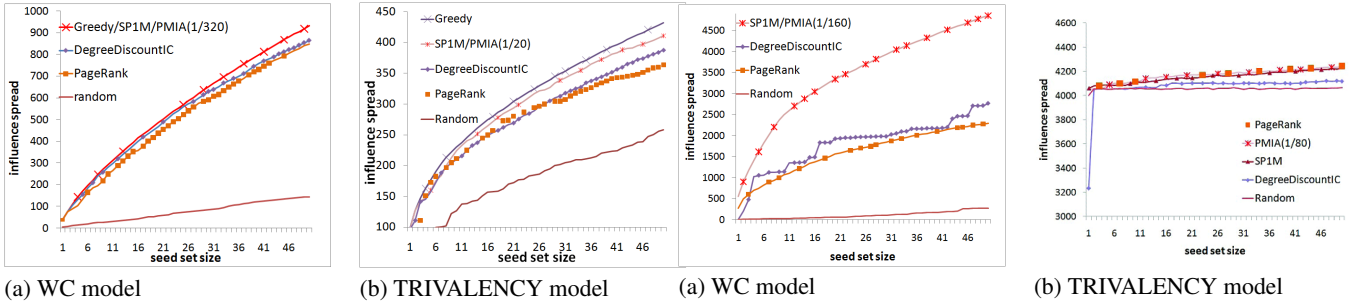 1000
900
800
700
600
500
400
300
200
100
0
influence spread
Greedy/SP1M/PMIA(1/320)
DegreeDiscountIC
PageRank
random
1 6 11 16 21 26 31 36 41 46
seed set size
(a) WC model
450
400
350
300
250
200
150
100
influence spread
Greedy
SP1M/PMIA(1/20)
DegreeDiscountIC
PageRank
Random
1 6 11 16 21 26 31 36 41 46
seed set size
(b) TRIVALENCY model
4500
4000
3500
3000
2500
2000
1500
1000
500
0
influence spread
SP1M/PMIA(1/160)
DegreeDiscountIC
PageRank
Random
1 6 11 16 21 26 31 36 41 46
seed set size
(a) WC model
4600
4400
4200
4000
3800
3600
3400
3200
3000
influence spread
PageRank
PMIA(1/80)
SP1M
DegreeDiscountIC
Random
1 6 11 16 21 26 31 36 41 46
seed set size
(b) TRIVALENCY model